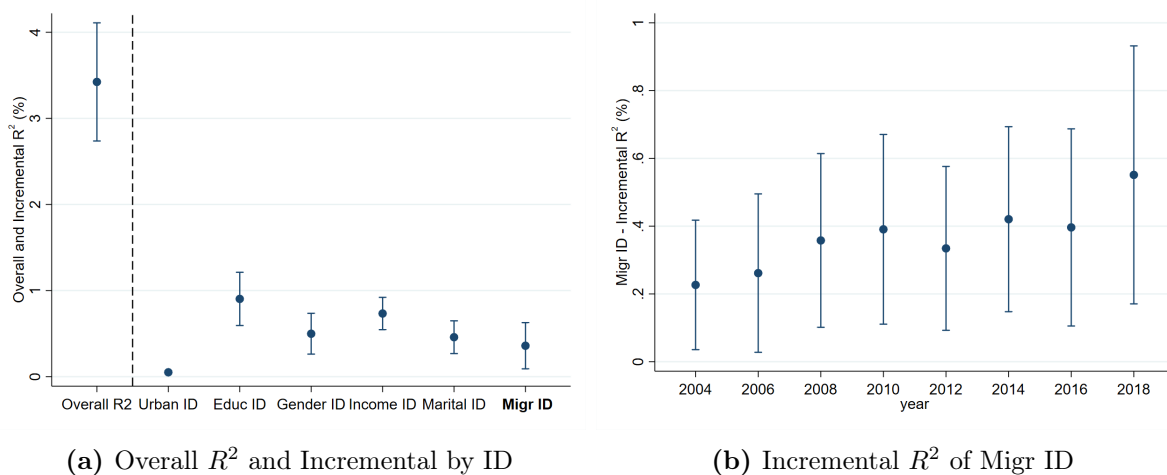 Overall and Incremental R² (%)
4
3
2
1
0
Overall R2 Urban ID Educ ID Gender ID Income ID Marital ID Migr ID
(a) Overall R² and Incremental by ID
Migr ID - Incremental R² (%)
1
.8
.6
.4
.2
0
2004 2006 2008 2010 2012 2014 2016 2018
year
(b) Incremental R² of Migr ID